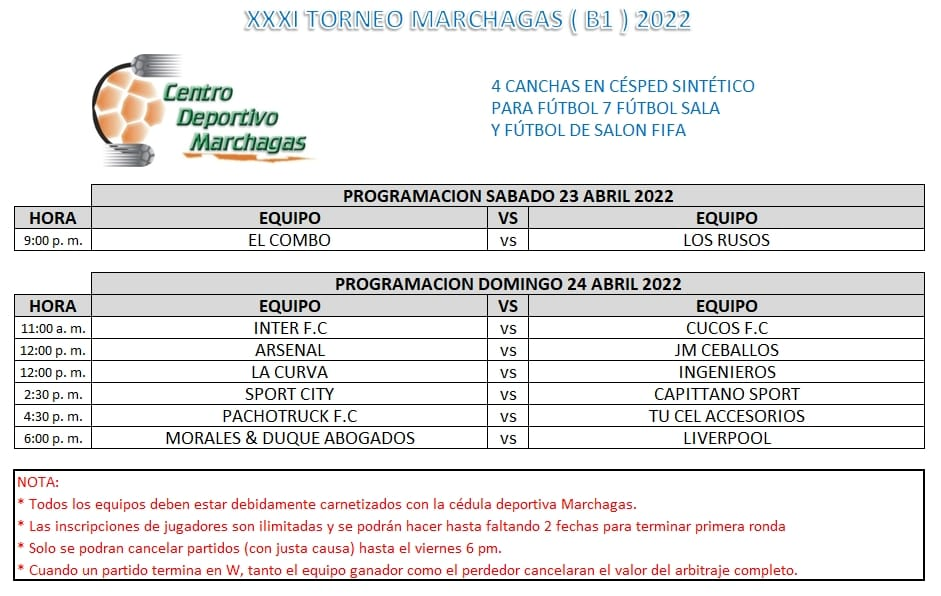 XXXI TORNEO MARCHAGAS ( B1 ) 2022
Centro
Deportivo
Marchagas
4 CANCHAS EN CÉSPED SINTÉTICO
PARA FÚTBOL 7 FÚTBOL SALA
Y FÚTBOL DE SALON FIFA
PROGRAMACION SABADO 23 ABRIL 2022
HORA EQUIPO VS EQUIPO
9:00 p. m. EL COMBO vs LOS RUSOS
PROGRAMACION DOMINGO 24 ABRIL 2022
HORA EQUIPO VS EQUIPO
11:00 a. m. INTER F.C vs CUCOS F.C
12:00 p. m. ARSENAL vs JM CEBALLOS
12:00 p. m. LA CURVA vs INGENIEROS
2:30 p. m. SPORT CITY vs CAPITTANO SPORT
4:30 p. m. PACHOTRUCK F.C vs TU CEL ACCESORIOS
6:00 p. m. MORALES & DUQUE ABOGADOS vs LIVERPOOL
NOTA:
* Todos los equipos deben estar debidamente carnetizados con la cédula deportiva Marchagas.
* Las inscripciones de jugadores son ilimitadas y se podrán hacer hasta faltando 2 fechas para terminar primera ronda
* Solo se podran cancelar partidos (con justa causa) hasta el viernes 6 pm.
* Cuando un partido termina en W, tanto el equipo ganador como el perdedor cancelaran el valor del arbitraje completo.